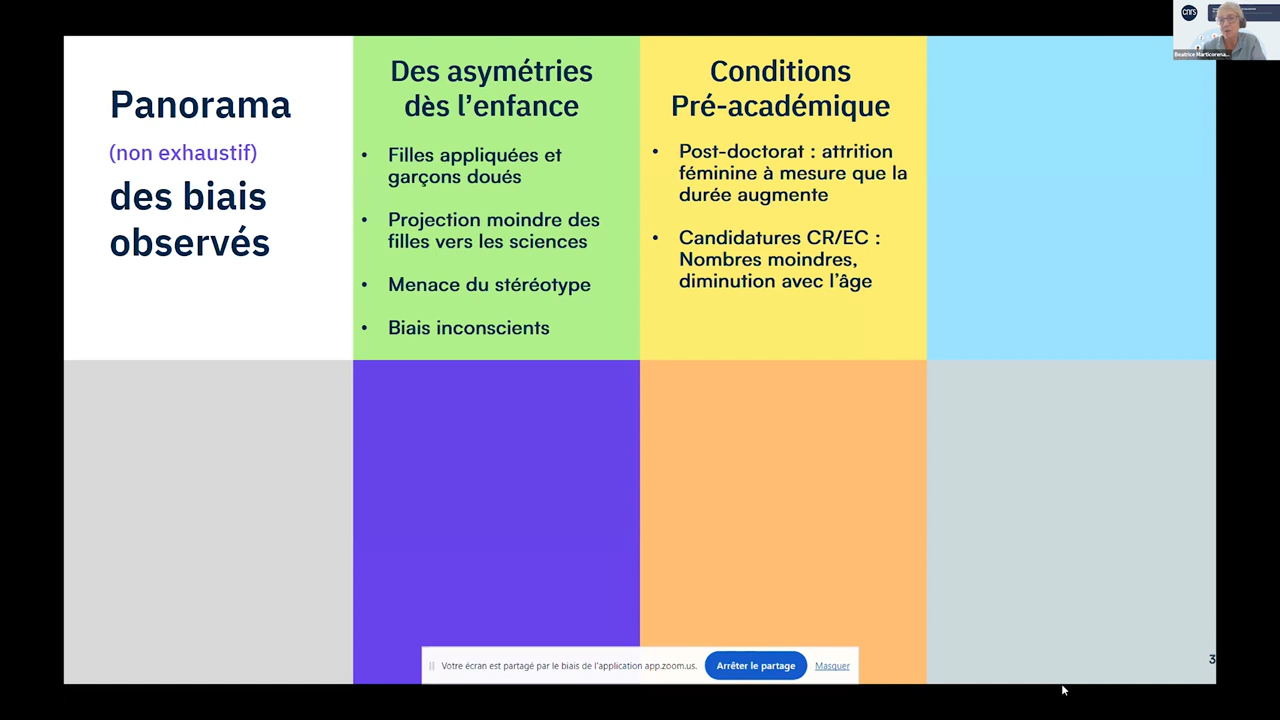 Panorama
(non exhaustif)
des biais
observés
Des asymétries
dès l'enfance
• Filles appliquées et
garçons doués
• Projection moindre des
filles vers les sciences
• Menace du stéréotype
• Biais inconscients
Conditions
Pré-académique
• Post-doctorat : attrition
féminine à mesure que la
durée augmente
• Candidatures CR/EC :
Nombres moindres,
diminution avec l'âge
cnrs
Beatrice Marticorena...
Votre écran est partagé par le biais de l'application app.zoom.us.
Arrêter le partage
Masquer
3